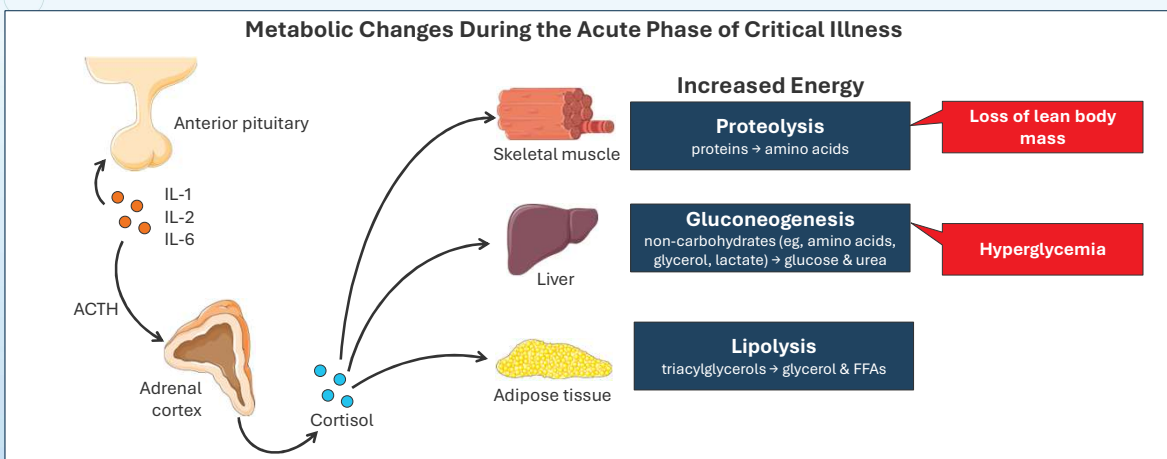 Metabolic Changes During the Acute Phase of Critical Illness
Anterior pituitary
IL-1
IL-2
IL-6
ACTH
Adrenal
cortex
Cortisol
Skeletal muscle
Liver
Adipose tissue
Increased Energy
Proteolysis
proteins → amino acids
Loss of lean body
mass
Gluconeogenesis
non-carbohydrates (eg, amino acids,
glycerol, lactate) → glucose & urea
Hyperglycemia
Lipolysis
triacylglycerols → glycerol & FFAs